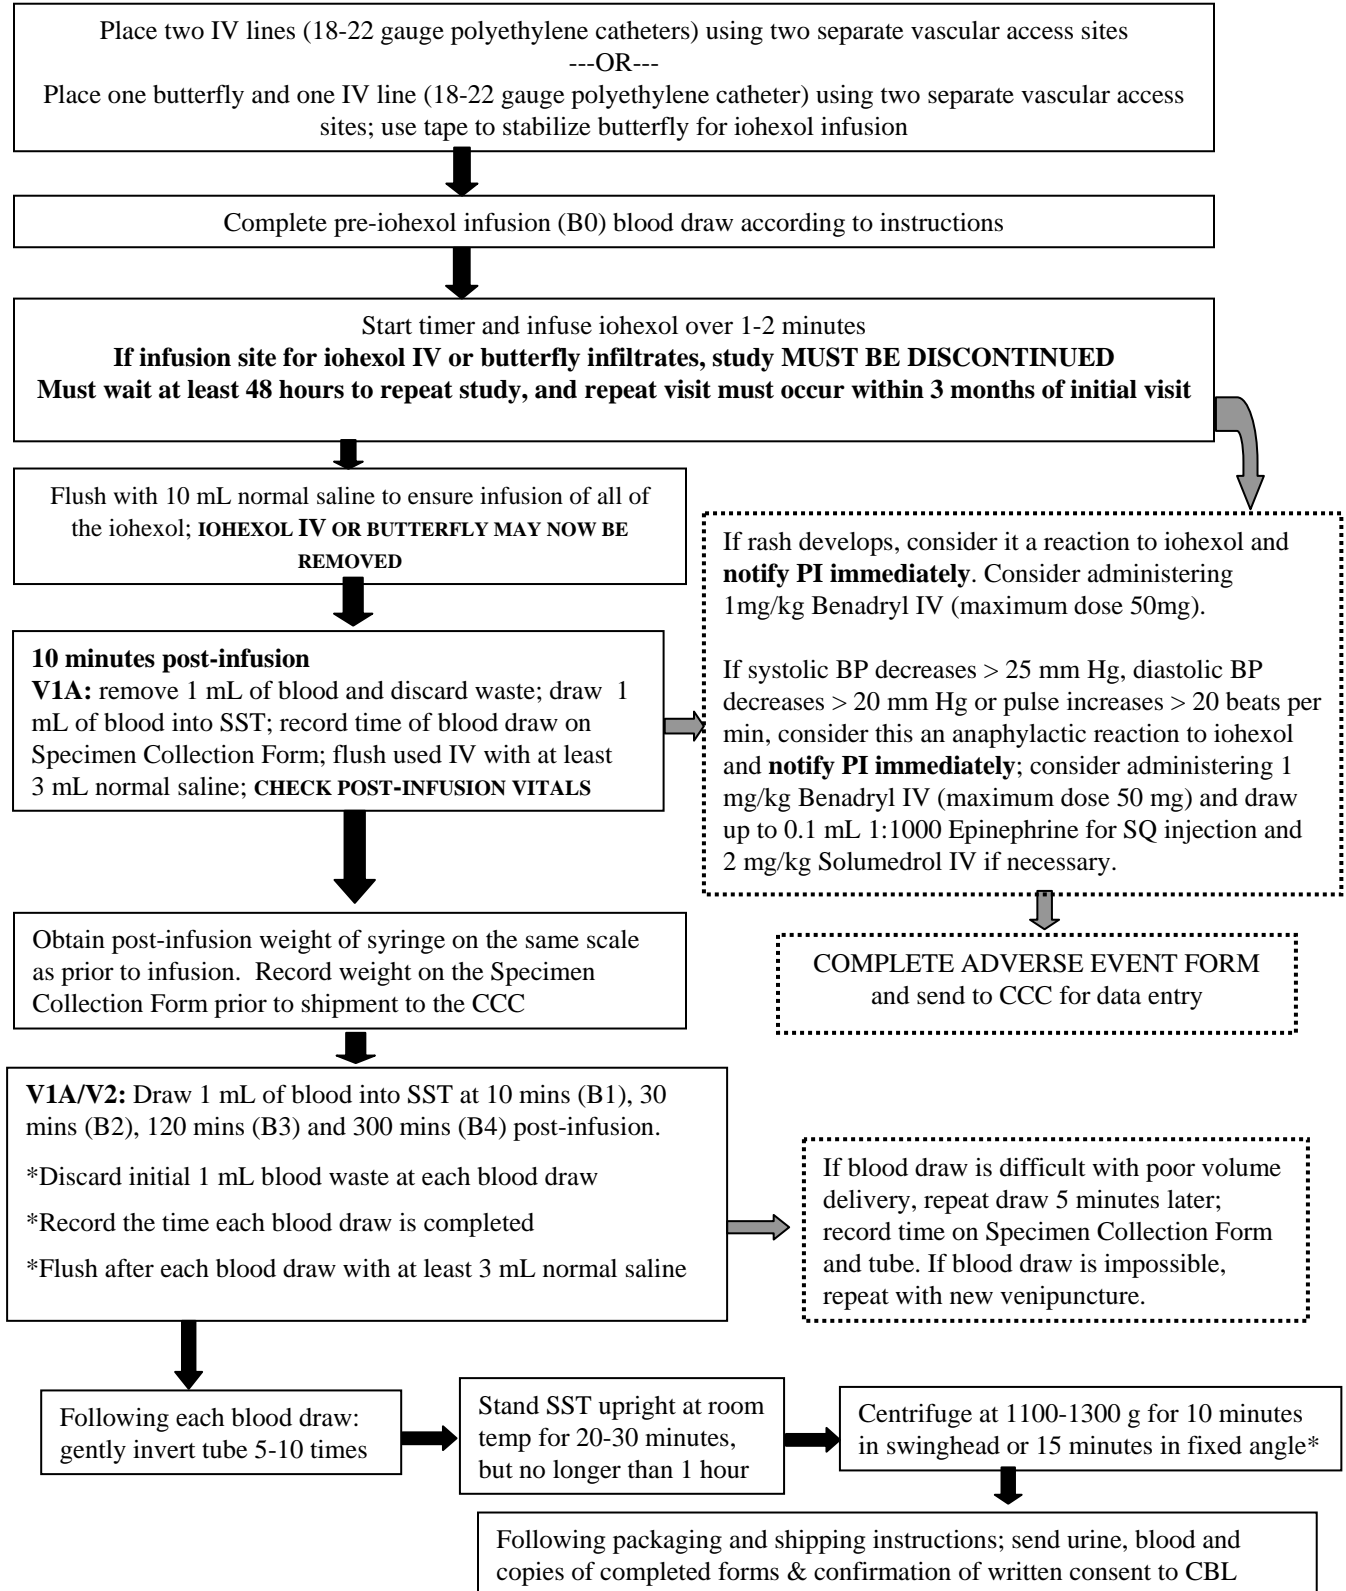 Place two IV lines (18-22 gauge polyethylene catheters) using two separate vascular access sites
---OR---
Place one butterfly and one IV line (18-22 gauge polyethylene catheter) using two separate vascular access
sites; use tape to stabilize butterfly for iohexol infusion
Complete pre-iohexol infusion (B0) blood draw according to instructions
Start timer and infuse iohexol over 1-2 minutes
If infusion site for iohexol IV or butterfly infiltrates, study MUST BE DISCONTINUED
Must wait at least 48 hours to repeat study, and repeat visit must occur within 3 months of initial visit
Flush with 10 mL normal saline to ensure infusion of all of
the iohexol; IOHEXOL IV OR BUTTERFLY MAY NOW BE
REMOVED
If rash develops, consider it a reaction to iohexol and
notify PI immediately. Consider administering
1mg/kg Benadryl IV (maximum dose 50mg).
If systolic BP decreases > 25 mm Hg, diastolic BP
decreases > 20 mm Hg or pulse increases > 20 beats per
min, consider this an anaphylactic reaction to iohexol
and notify PI immediately; consider administering 1
mg/kg Benadryl IV (maximum dose 50 mg) and draw
up to 0.1 mL 1:1000 Epinephrine for SQ injection and
2 mg/kg Solumedrol IV if necessary.
10 minutes post-infusion
V1A: remove 1 mL of blood and discard waste; draw 1
mL of blood into SST; record time of blood draw on
Specimen Collection Form; flush used IV with at least
3 mL normal saline; CHECK POST-INFUSION VITALS
Obtain post-infusion weight of syringe on the same scale
as prior to infusion. Record weight on the Specimen
Collection Form prior to shipment to the CCC
COMPLETE ADVERSE EVENT FORM
and send to CCC for data entry
V1A/V2: Draw 1 mL of blood into SST at 10 mins (B1), 30
mins (B2), 120 mins (B3) and 300 mins (B4) post-infusion.
*Discard initial 1 mL blood waste at each blood draw
*Record the time each blood draw is completed
*Flush after each blood draw with at least 3 mL normal saline
If blood draw is difficult with poor volume
delivery, repeat draw 5 minutes later;
record time on Specimen Collection Form
and tube. If blood draw is impossible,
repeat with new venipuncture.
Following each blood draw:
gently invert tube 5-10 times
Stand SST upright at room
temp for 20-30 minutes,
but no longer than 1 hour
Centrifuge at 1100-1300 g for 10 minutes
in swinghead or 15 minutes in fixed angle*
Following packaging and shipping instructions; send urine, blood and
copies of completed forms & confirmation of written consent to CBL